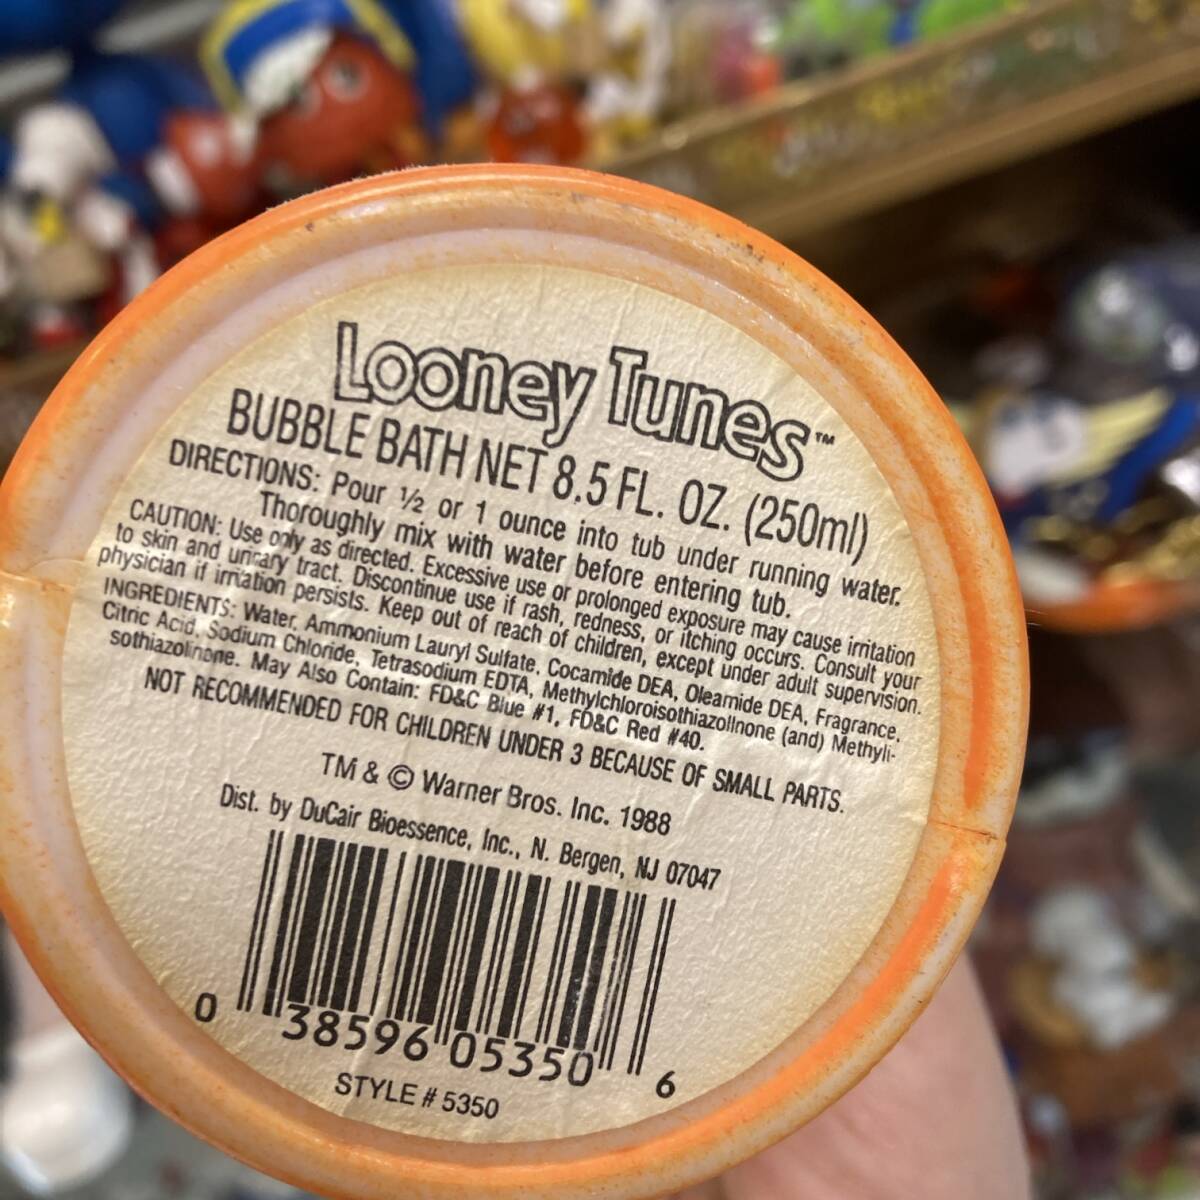 Looney Tunes™
BUBBLE BATH NET 8.5 FL. OZ. (250ml)
DIRECTIONS: Pour ½ or 1 ounce into tub under running water.
Thoroughly mix with water before entering tub.
CAUTION: Use only as directed. Excessive use or prolonged exposure may cause irritation
to skin and urinary tract. Discontinue use if rash, redness, or itching occurs. Consult your
physician if irritation persists. Keep out of reach of children, except under adult supervision.
INGREDIENTS: Water, Ammonium Lauryl Sulfate, Cocamide DEA, Oleamide DEA, Fragrance,
Citric Acid, Sodium Chloride, Tetrasodium EDTA, Methylchloroisothiazolinone (and) Methyli-
sothiazolinone. May Also Contain: FD&C Blue #1, FD&C Red #40.
NOT RECOMMENDED FOR CHILDREN UNDER 3 BECAUSE OF SMALL PARTS.
TM & © Warner Bros. Inc. 1988
Dist. by DuCair Bioessence, Inc., N. Bergen, NJ 07047
0 38596 05350 6
STYLE # 5350